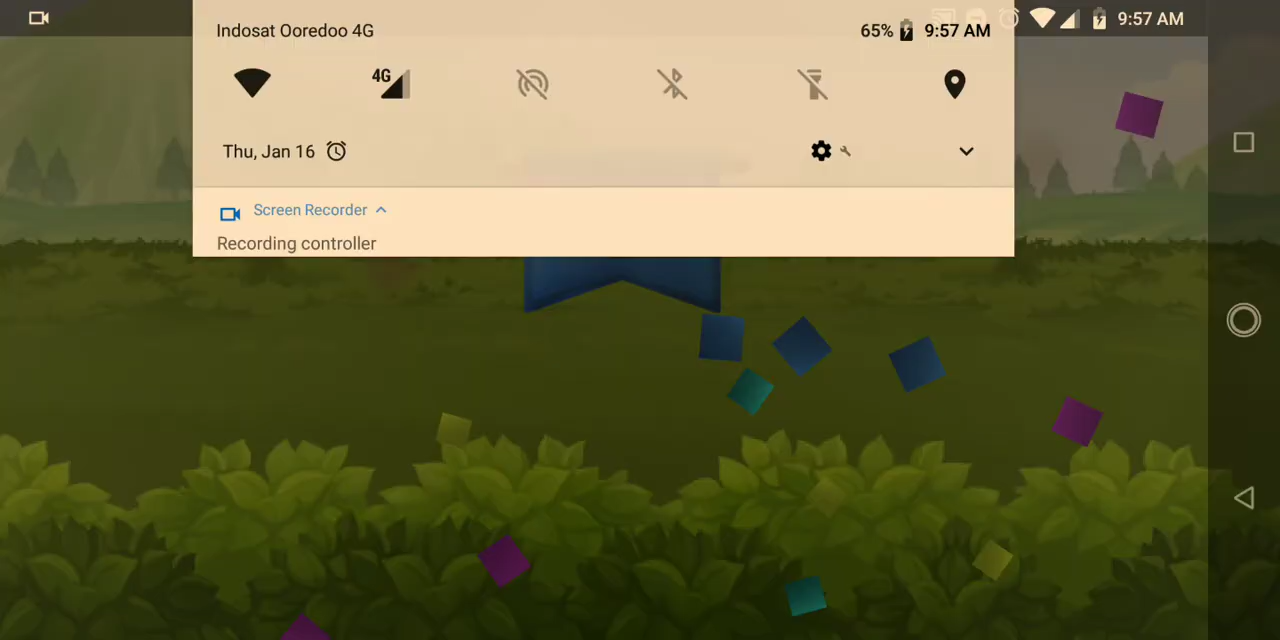 9:57 AM
Indosat Ooredoo 4G
65%
9:57 AM
4G
Thu, Jan 16
Screen Recorder
Recording controller